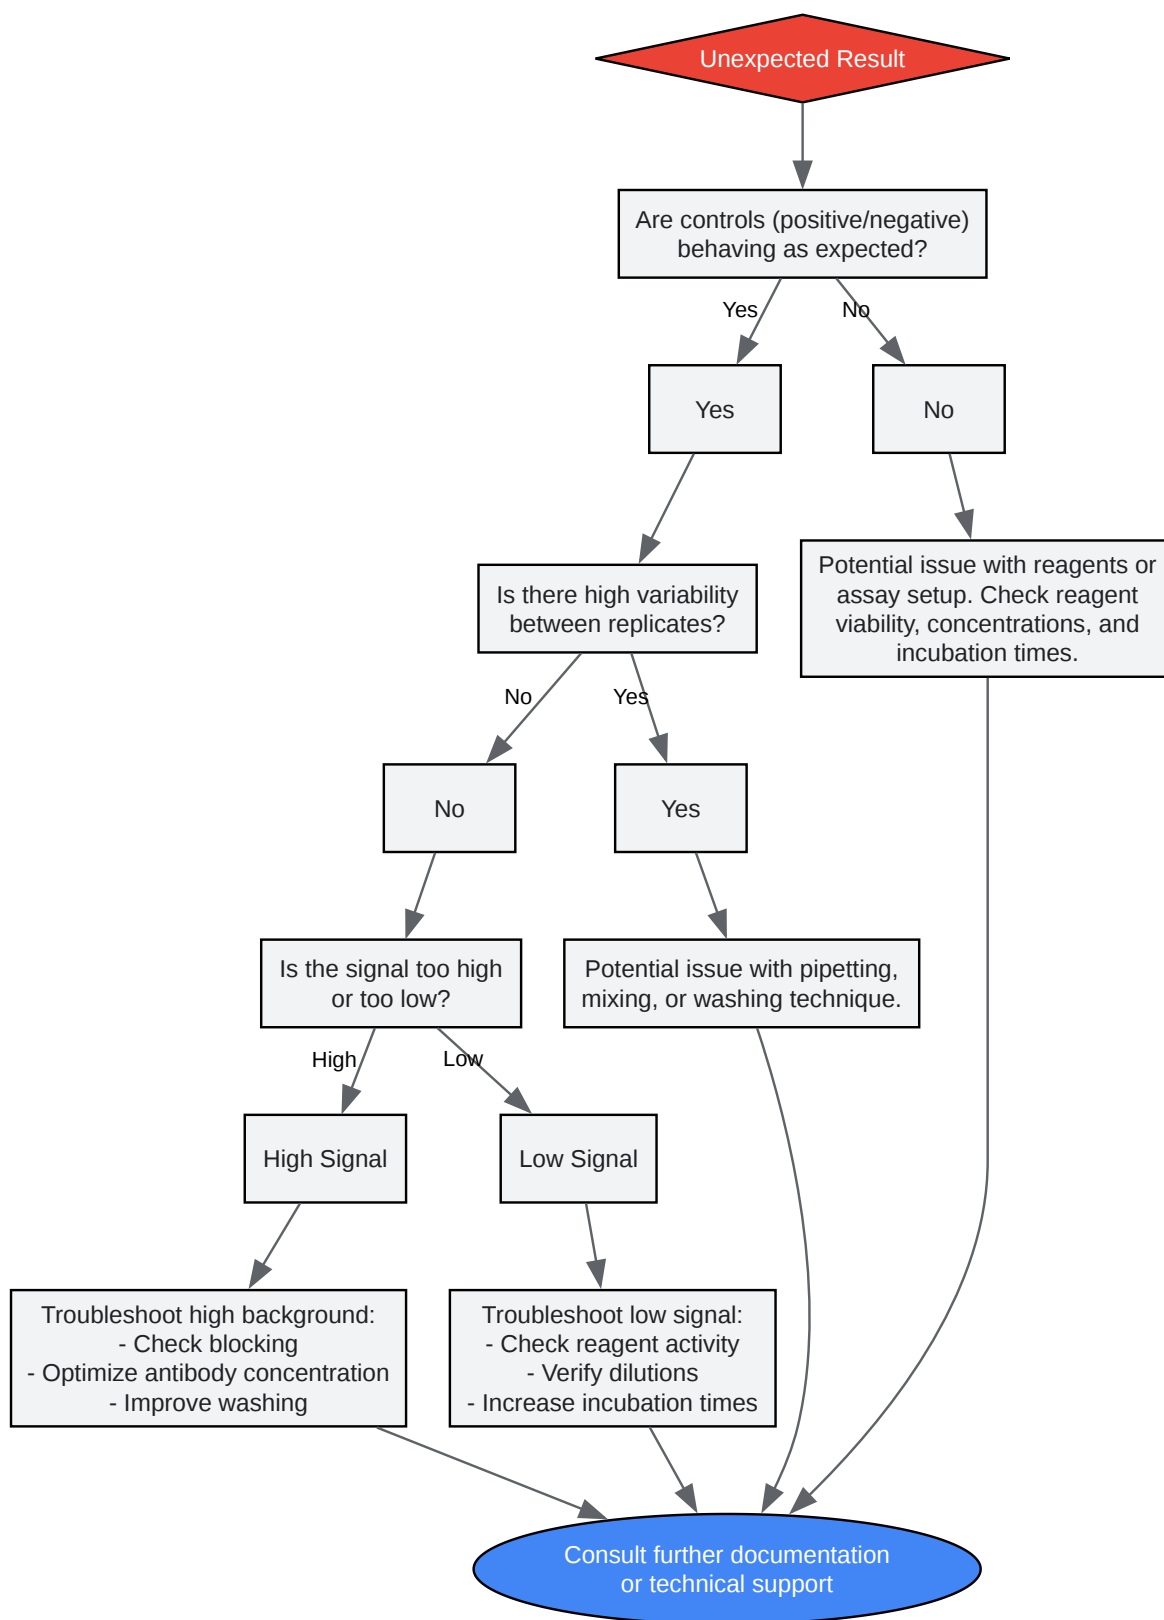 Unexpected Result
Are controls (positive/negative)
behaving as expected?
Yes
No
Yes
No
Potential issue with reagents or
assay setup. Check reagent
viability, concentrations, and
incubation times.
Is there high variability
between replicates?
No
Yes
No
Yes
Is the signal too high
or too low?
Potential issue with pipetting,
mixing, or washing technique.
High
Low
High Signal
Low Signal
Troubleshoot high background:
- Check blocking
- Optimize antibody concentration
- Improve washing
Troubleshoot low signal:
- Check reagent activity
- Verify dilutions
- Increase incubation times
Consult further documentation
or technical support